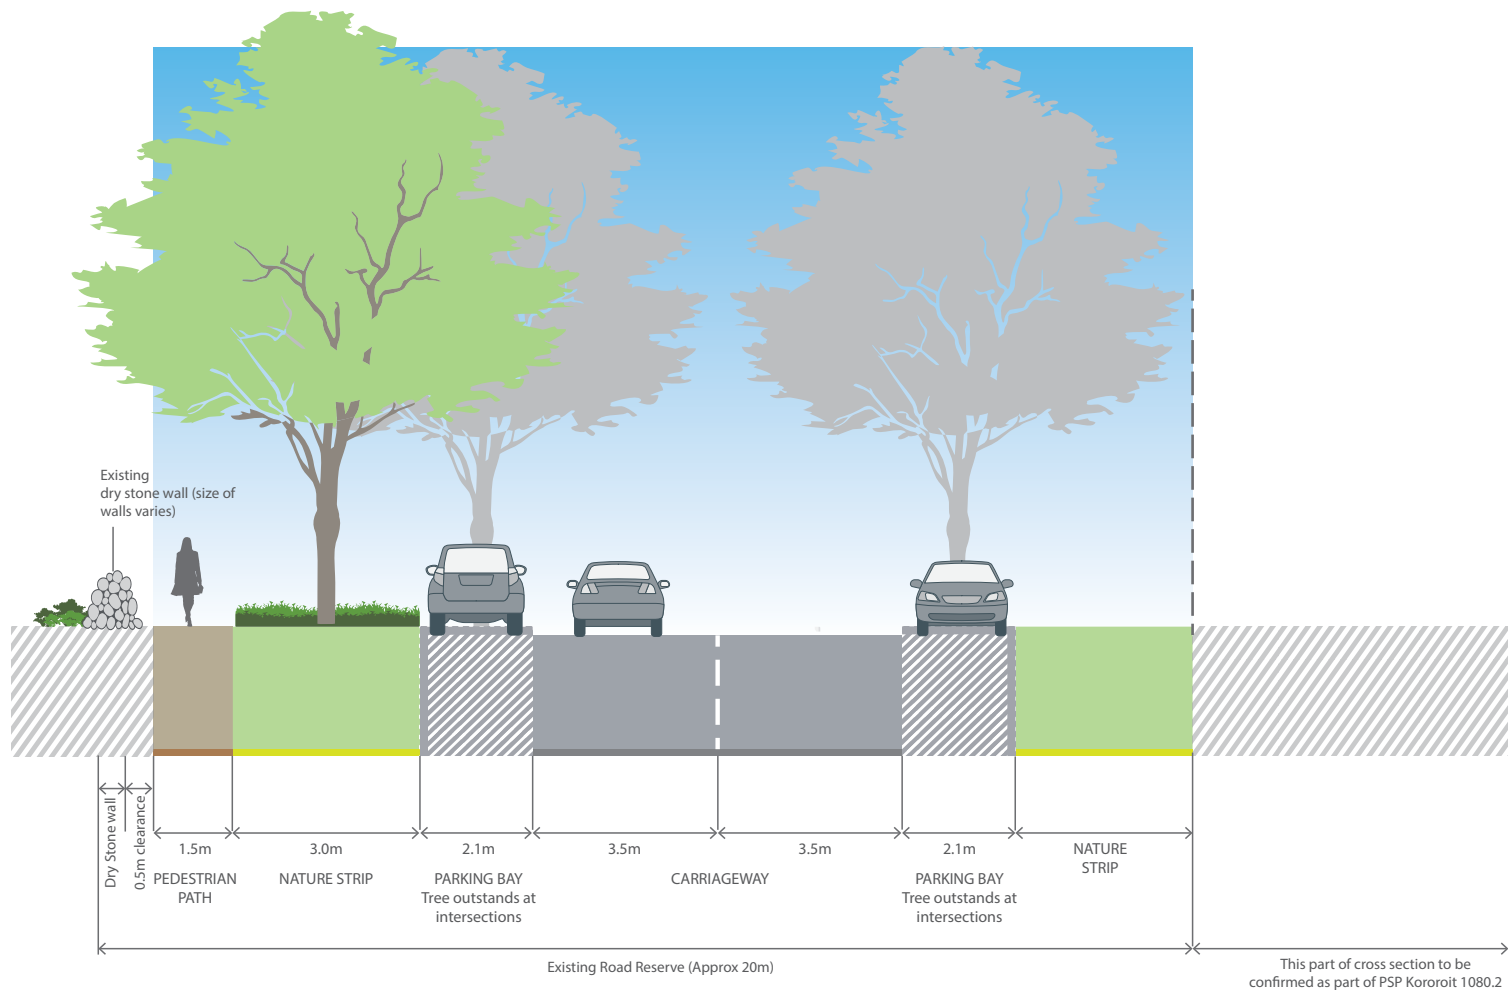 Existing
dry stone wall (size of
walls varies)
Dry Stone wall
0.5m clearance
1.5m
3.0m
2.1m
3.5m
3.5m
2.1m
NATURE
STRIP
PEDESTRIAN
PATH
NATURE STRIP
PARKING BAY
Tree outstands at
intersections
CARRIAGEWAY
PARKING BAY
Tree outstands at
intersections
Existing Road Reserve (Approx 20m)
This part of cross section to be
confirmed as part of PSP Kororoit 1080.2